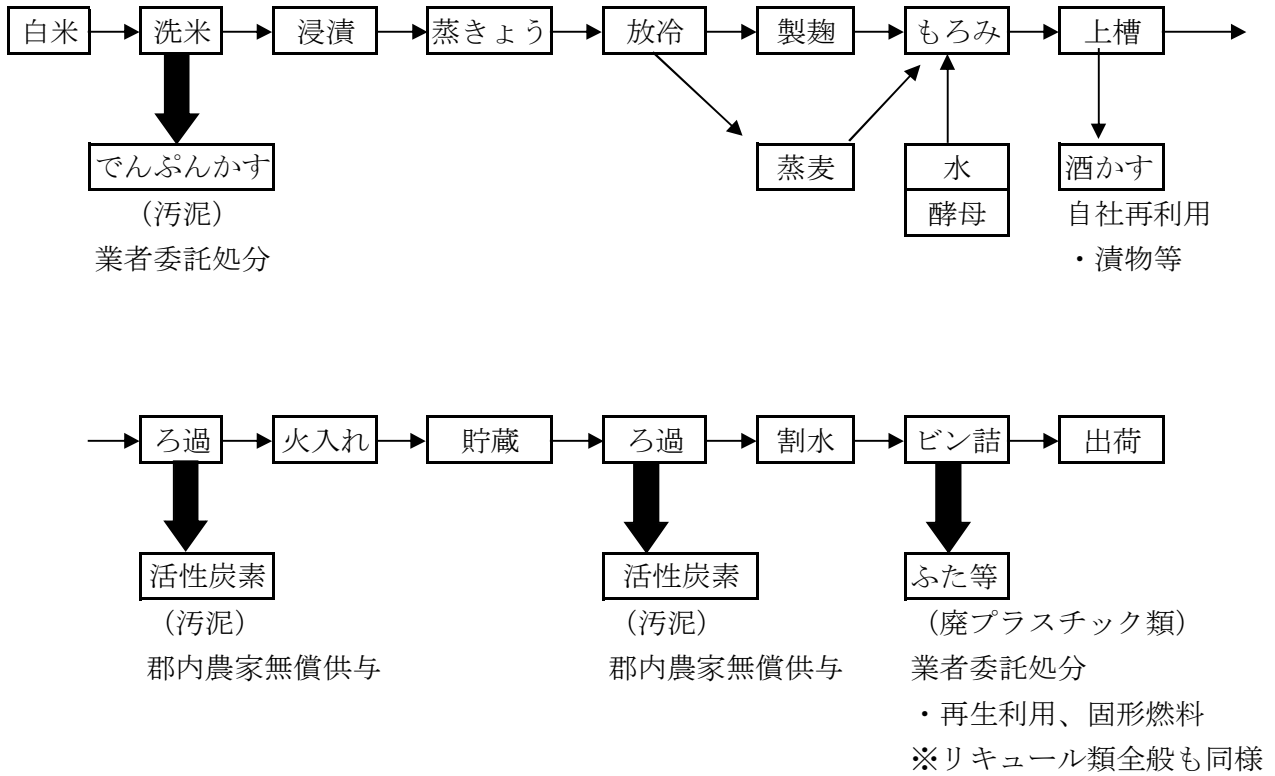 白米
洗米
浸漬
蒸きょう
放冷
製麹
もろみ
上槽
でんぷんかす
(汚泥)
業者委託処分
蒸麦
水
酵母
酒かす
自社再利用
・漬物等
ろ過
火入れ
貯蔵
ろ過
割水
ビン詰
出荷
活性炭素
(汚泥)
郡内農家無償供与
活性炭素
(汚泥)
郡内農家無償供与
ふた等
(廃プラスチック類)
業者委託処分
・再生利用、固形燃料
※リキュール類全般も同様